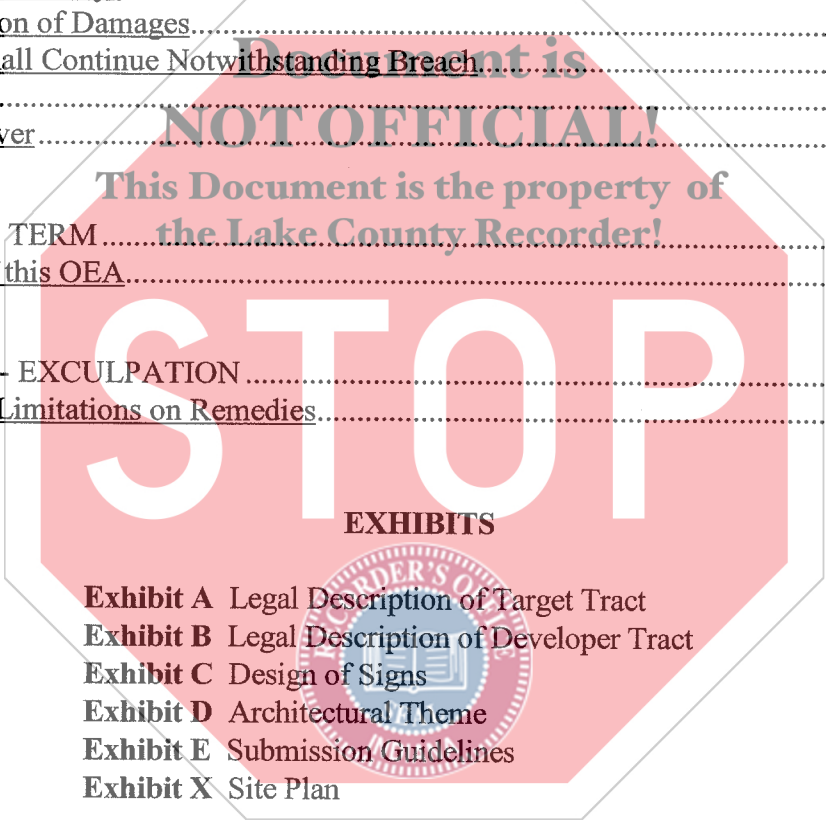 on of Damages
all Continue Notwithstanding Breach
Document is
ver
NOT OFFICIAL!
This Document is the property of
TERM
the Lake County Recorder!
this OEA
STOP
- EXCULPATION
Limitations on Remedies
EXHIBITS
RECORDER'S OFFICE
Exhibit A Legal Description of Target Tract
Exhibit B Legal Description of Developer Tract
Exhibit C Design of Signs
Exhibit D Architectural Theme
Exhibit E Submission Guidelines
Exhibit X Site Plan